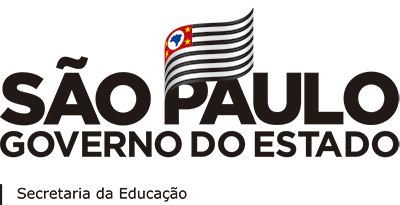 SÃO PAULO
GOVERNO DO ESTADO
Secretaria da Educação